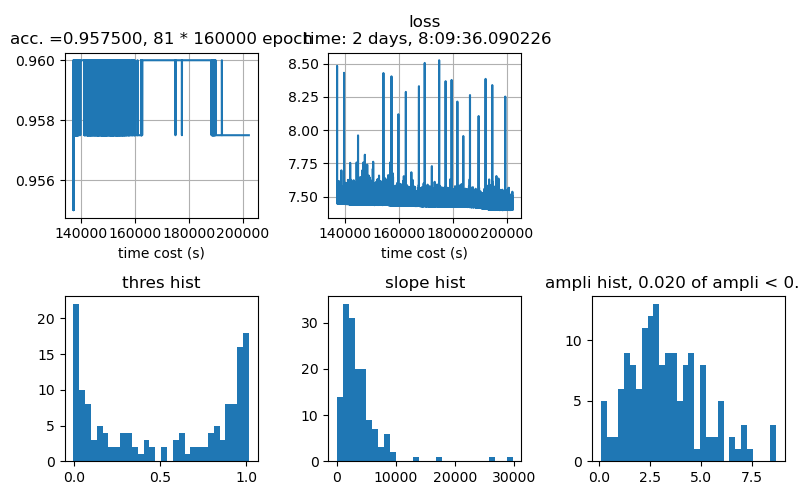 acc. =0.957500, 81 * 160000 epoch
loss
time: 2 days, 8:09:36.090226
0.960
0.958
0.956
140000 160000 180000 200000
time cost (s)
8.50
8.25
8.00
7.75
7.50
140000 160000 180000 200000
time cost (s)
thres hist
20
15
10
5
0
0.0 0.5 1.0
slope hist
30
20
10
0
0 10000 20000 30000
ampli hist, 0.020 of ampli < 0.
10
5
0
0.0 2.5 5.0 7.5